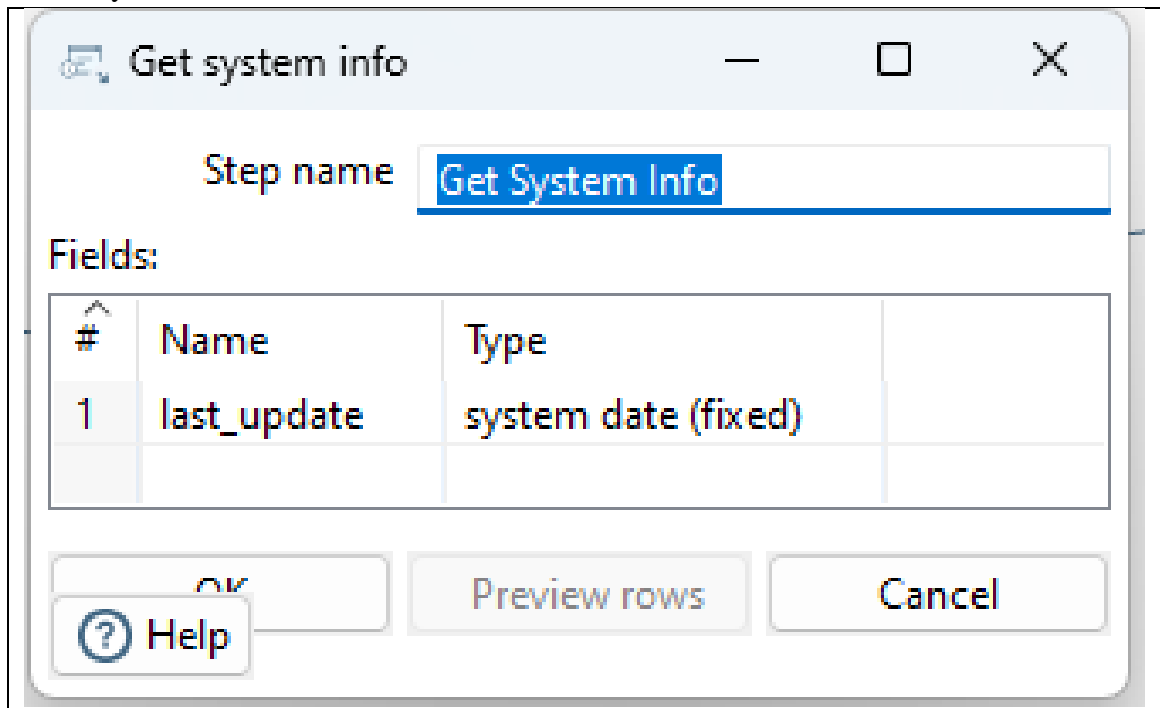 Get system info
Step name Get System Info
Fields:
# Name Type
1 last_update system date (fixed)
OK Preview rows Cancel
Help